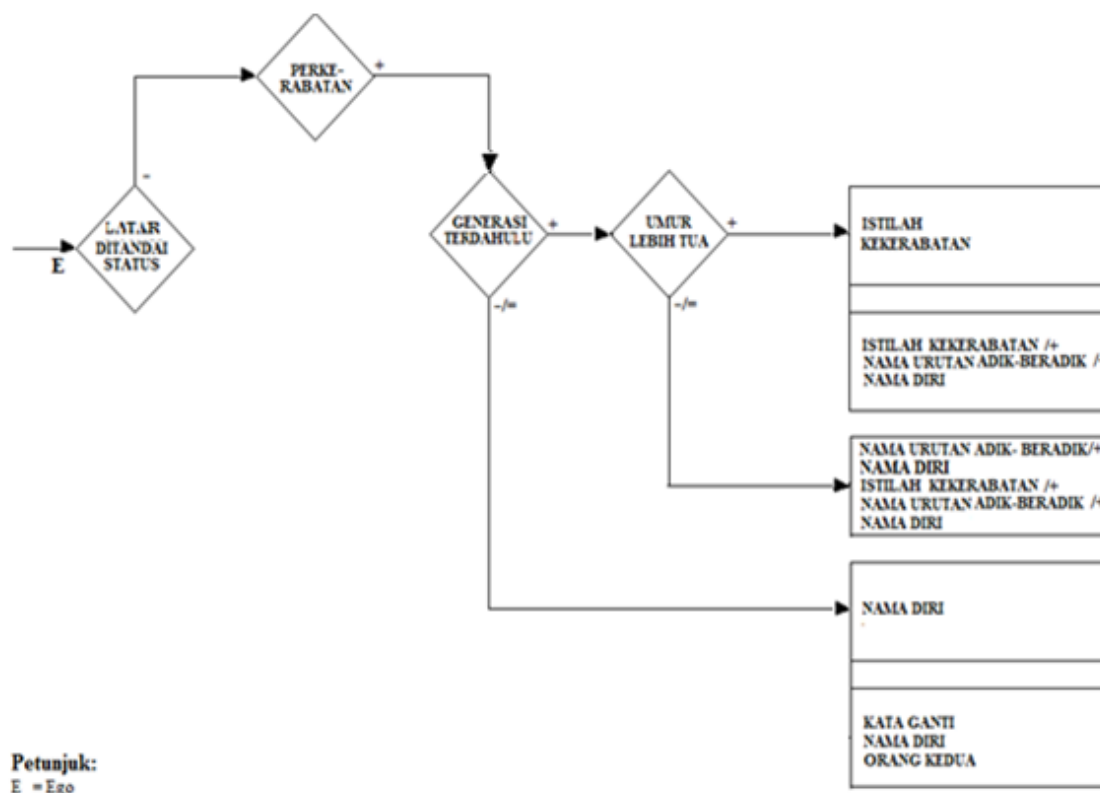 PERKE-
RABATAN
+
-
LATAR
DITANDAI
STATUS
E
GENERASI
TERDAHULU
+
-/=
UMUR
LEBIH TUA
+
-/=
ISTILAH
KEKERABATAN
ISTILAH KEKERABATAN /+
NAMA URUTAN ADIK-BERADIK /
NAMA DIRI
NAMA URUTAN ADIK- BERADIK/+
NAMA DIRI
ISTILAH KEKERABATAN /+
NAMA URUTAN ADIK-BERADIK /+
NAMA DIRI
NAMA DIRI
KATA GANTI
NAMA DIRI
ORANG KEDUA
Petunjuk:
E = Ego